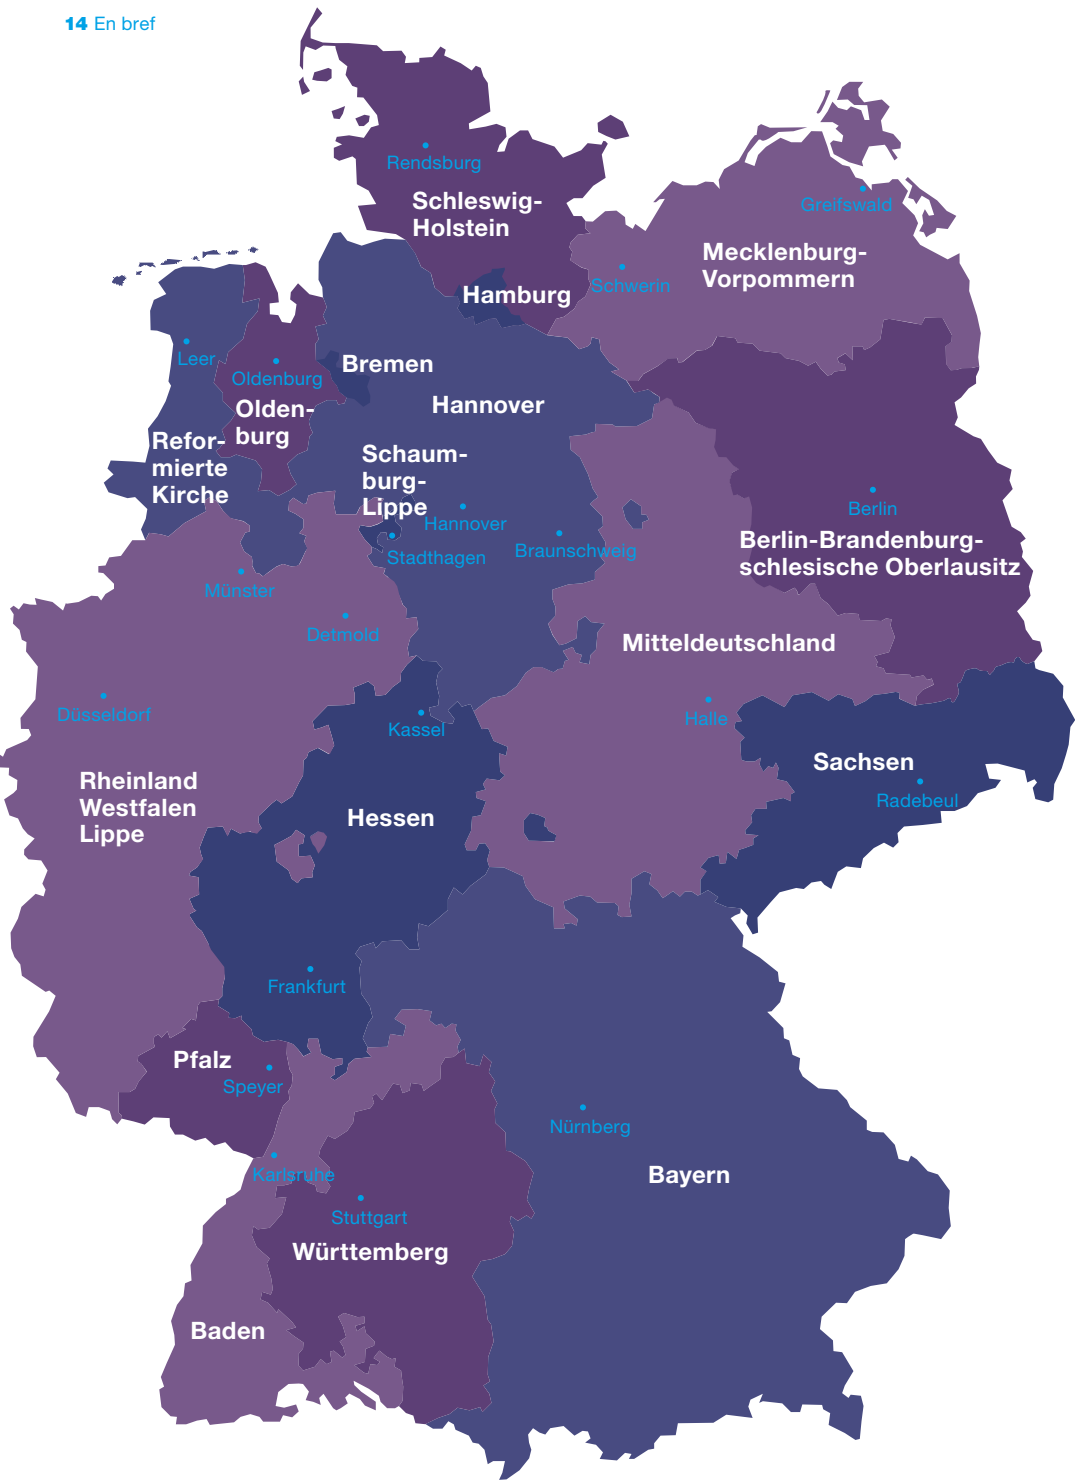 14 En bref
Rendsburg
Schleswig-
Holstein
Greifswald
Mecklenburg-
Vorpommern
Schwerin
Hamburg
Leer
Oldenburg
Bremen
Olden-
burg
Hannover
Refor-
mierte
Kirche
Schaum-
burg-
Lippe
Hannover
Stadthagen
Braunschweig
Berlin
Berlin-Brandenburg-
schlesische Oberlausitz
Münster
Detmold
Mitteldeutschland
Düsseldorf
Kassel
Halle
Rheinland
Westfalen
Lippe
Hessen
Sachsen
Radebeul
Frankfurt
Pfalz
Speyer
Nürnberg
Karlsruhe
Bayern
Stuttgart
Württemberg
Baden